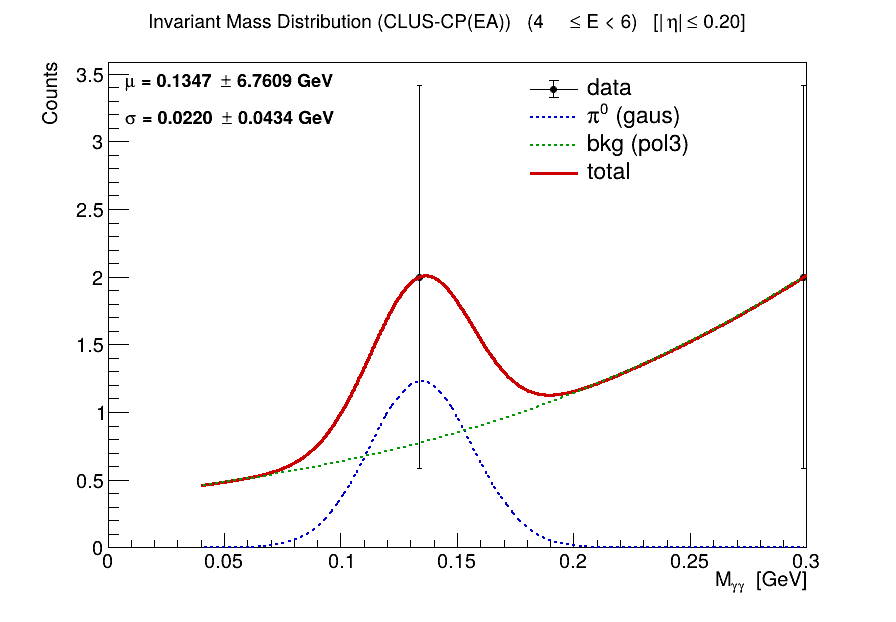 Invariant Mass Distribution (CLUS-CP(EA)) (4 ≤ E < 6) [|η| ≤ 0.20]
Counts
μ = 0.1347 ± 6.7609 GeV
σ = 0.0220 ± 0.0434 GeV
data
π⁰ (gaus)
bkg (pol3)
total
3.5
3
2.5
2
1.5
1
0.5
0
0 0.05 0.1 0.15 0.2 0.25 0.3
Mγγ [GeV]